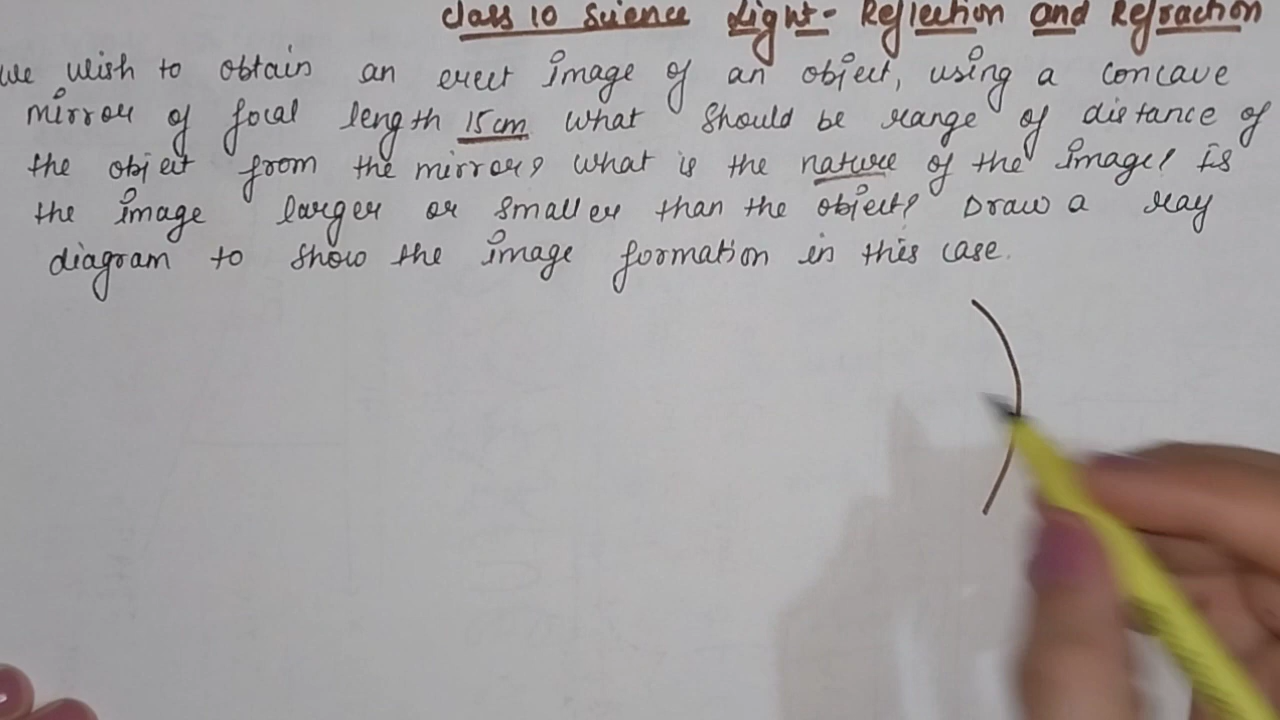 Class 10 Science Light - Reflection and Refraction
we wish to obtain an erect image of an object, using a concave
mirror of focal length 15 cm what should be range of distance of
the object from the mirror? what is the nature of the image? Is
the image larger or smaller than the object? Draw a ray
diagram to show the image formation in this case.